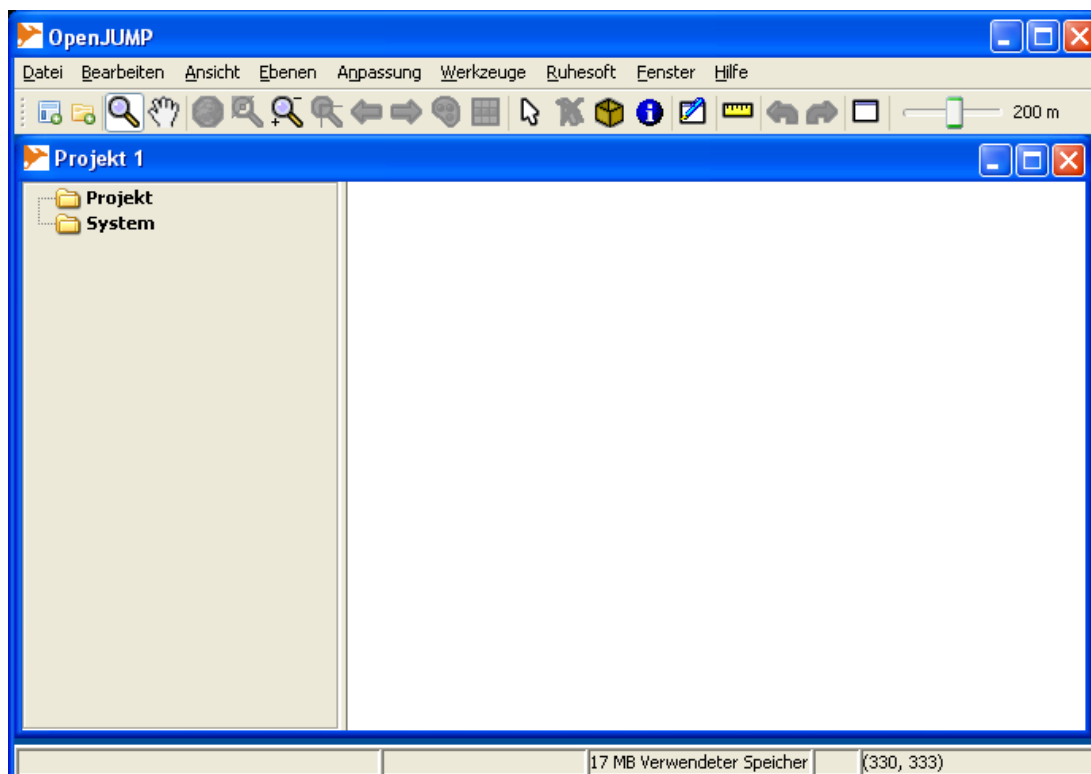 OpenJUMP
Datei Bearbeiten Ansicht Ebenen Anpassung Werkzeuge Ruhesoft Fenster Hilfe
200 m
Projekt 1
Projekt
System
17 MB Verwendeter Speicher (330, 333)